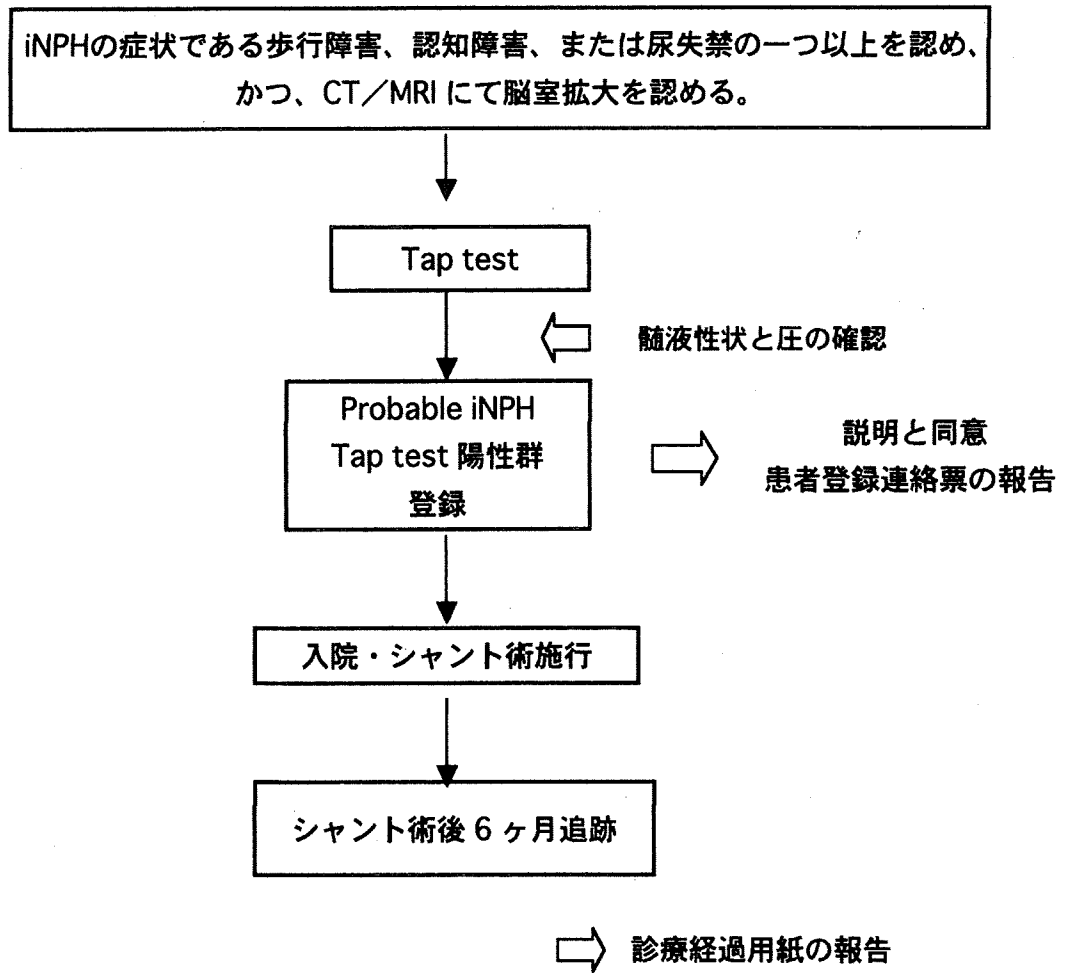 iNPHの症状である歩行障害、認知障害、または尿失禁の一つ以上を認め、
かつ、CT／MRI にて脳室拡大を認める。
Tap test
髄液性状と圧の確認
Probable iNPH
Tap test 陽性群
登録
説明と同意
患者登録連絡票の報告
入院・シャント術施行
シャント術後 6 ヶ月追跡
診療経過用紙の報告